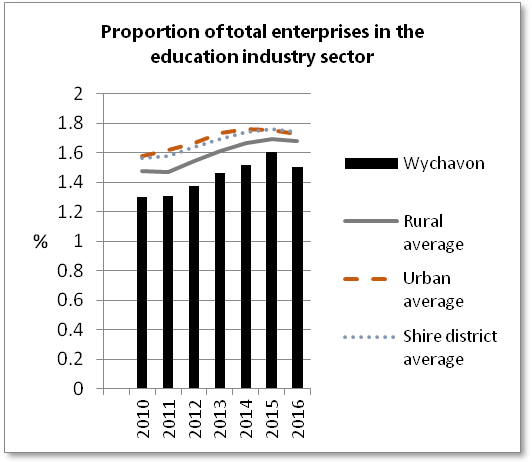 Proportion of total enterprises in the
education industry sector
2
1.8
1.6
1.4
1.2
1
0.8
0.6
0.4
0.2
0
%
2010
2011
2012
2013
2014
2015
2016
Wychavon
Rural
average
Urban
average
Shire district
average